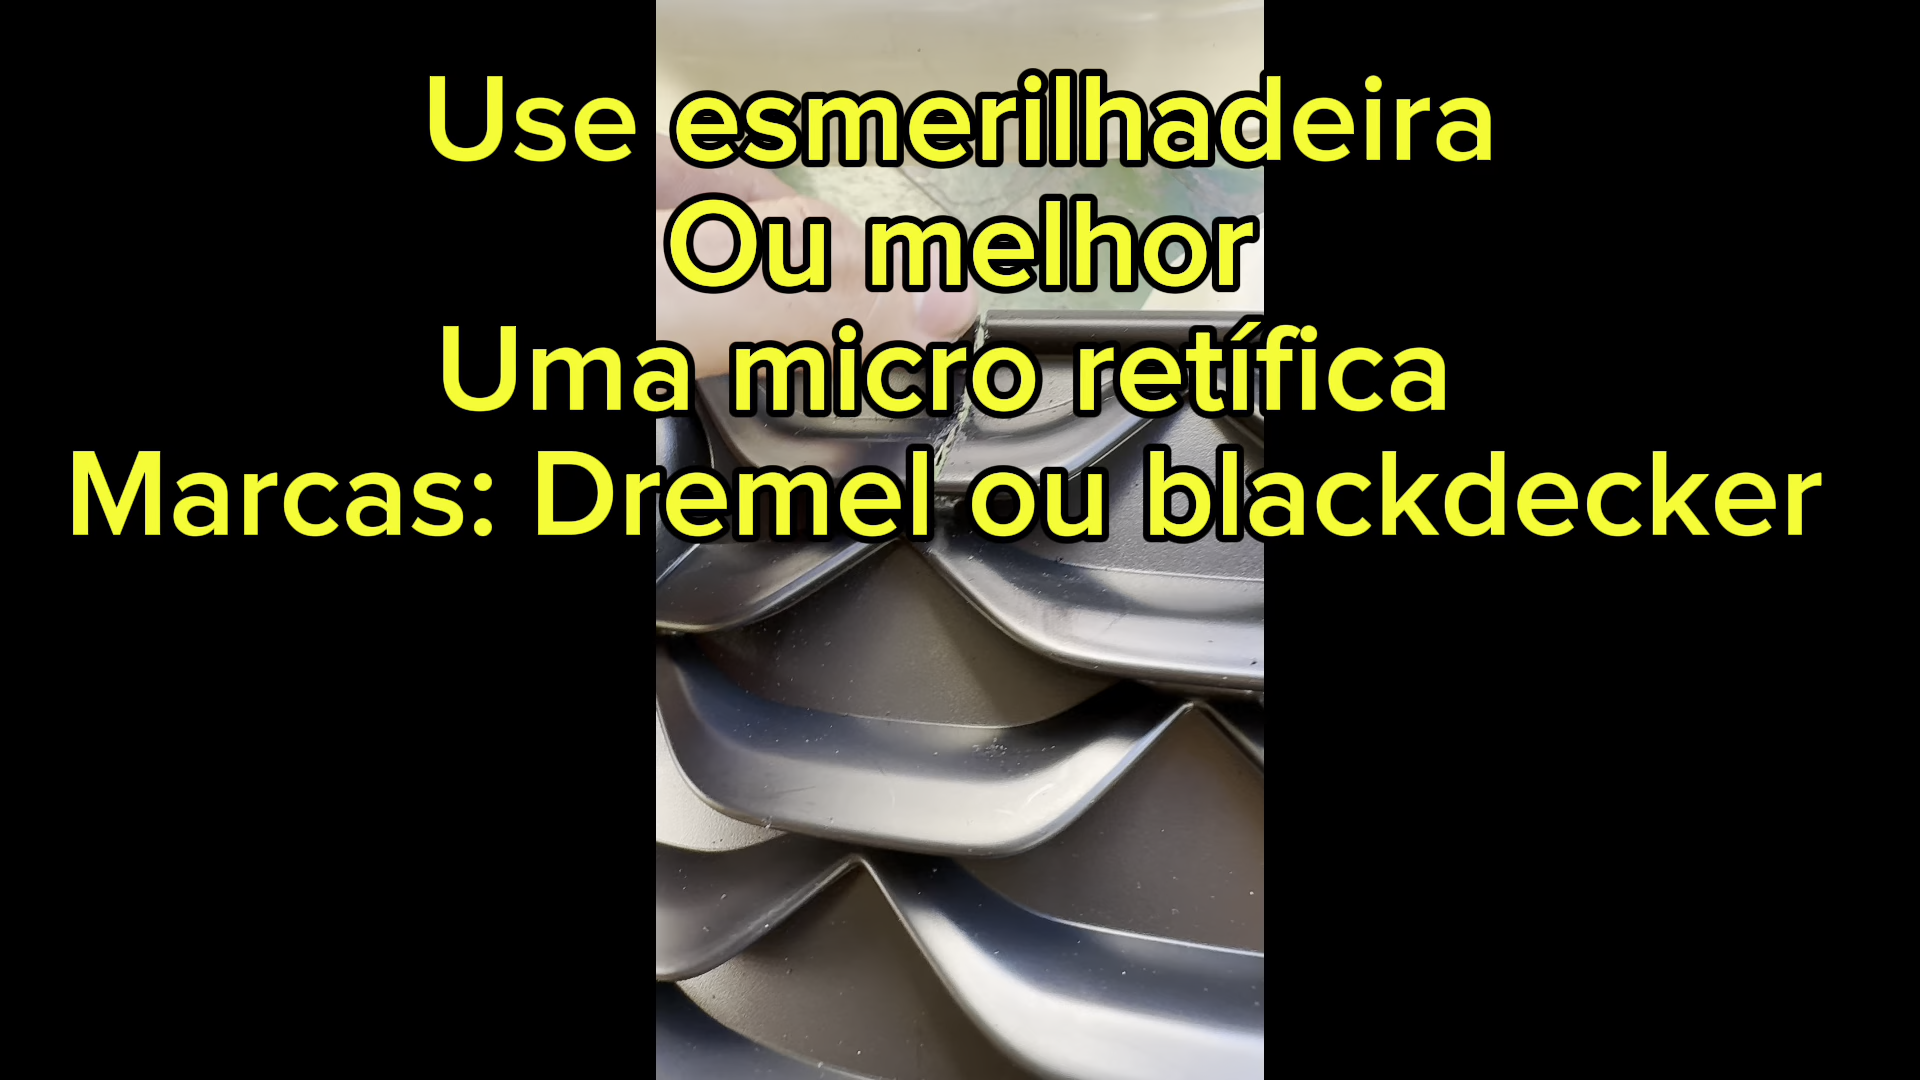 Use esmerilhadeira
Ou melhor
Uma micro retífica
Marcas: Dremel ou blackdecker